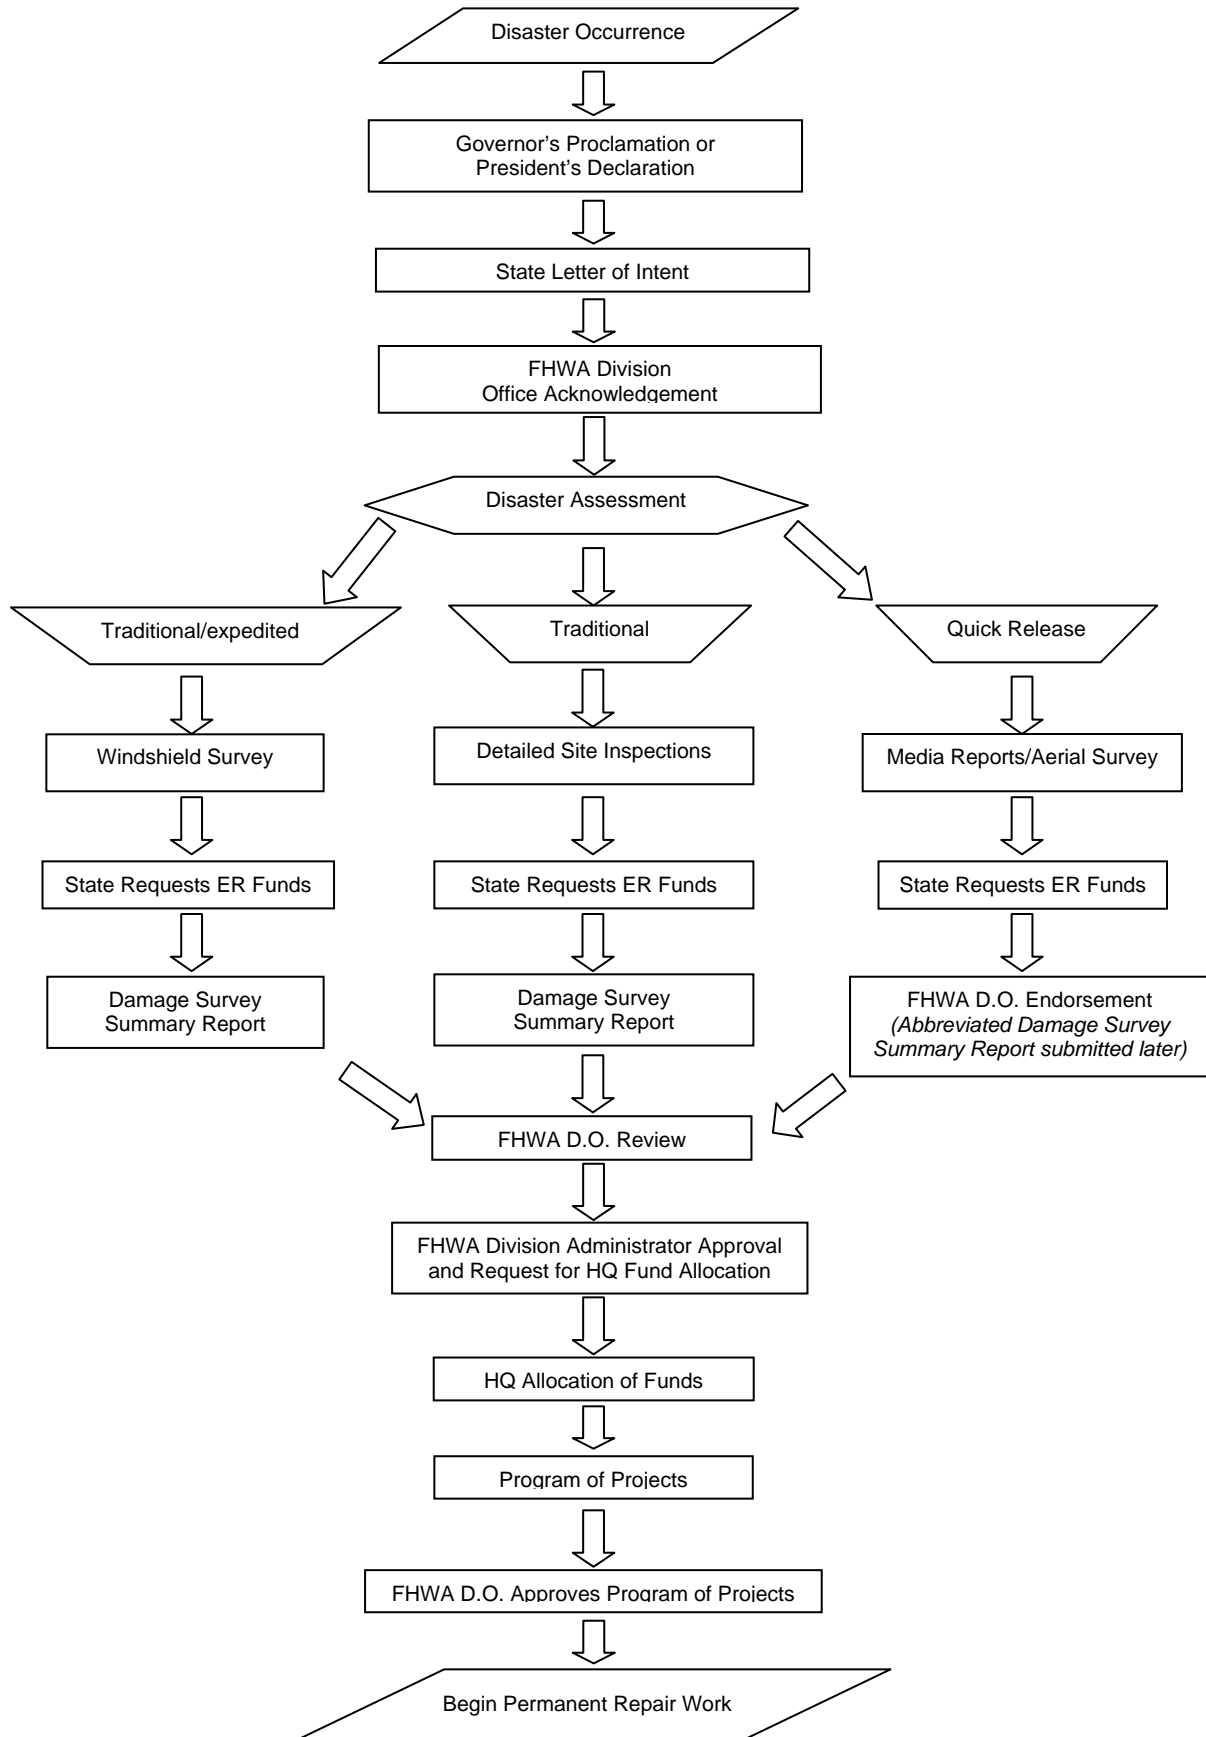 Disaster Occurrence
Governor’s Proclamation or
President’s Declaration
State Letter of Intent
FHWA Division
Office Acknowledgement
Disaster Assessment
Traditional/expedited
Traditional
Quick Release
Windshield Survey
Detailed Site Inspections
Media Reports/Aerial Survey
State Requests ER Funds
State Requests ER Funds
State Requests ER Funds
Damage Survey
Summary Report
Damage Survey
Summary Report
FHWA D.O. Endorsement
(Abbreviated Damage Survey
Summary Report submitted later)
FHWA D.O. Review
FHWA Division Administrator Approval
and Request for HQ Fund Allocation
HQ Allocation of Funds
Program of Projects
FHWA D.O. Approves Program of Projects
Begin Permanent Repair Work